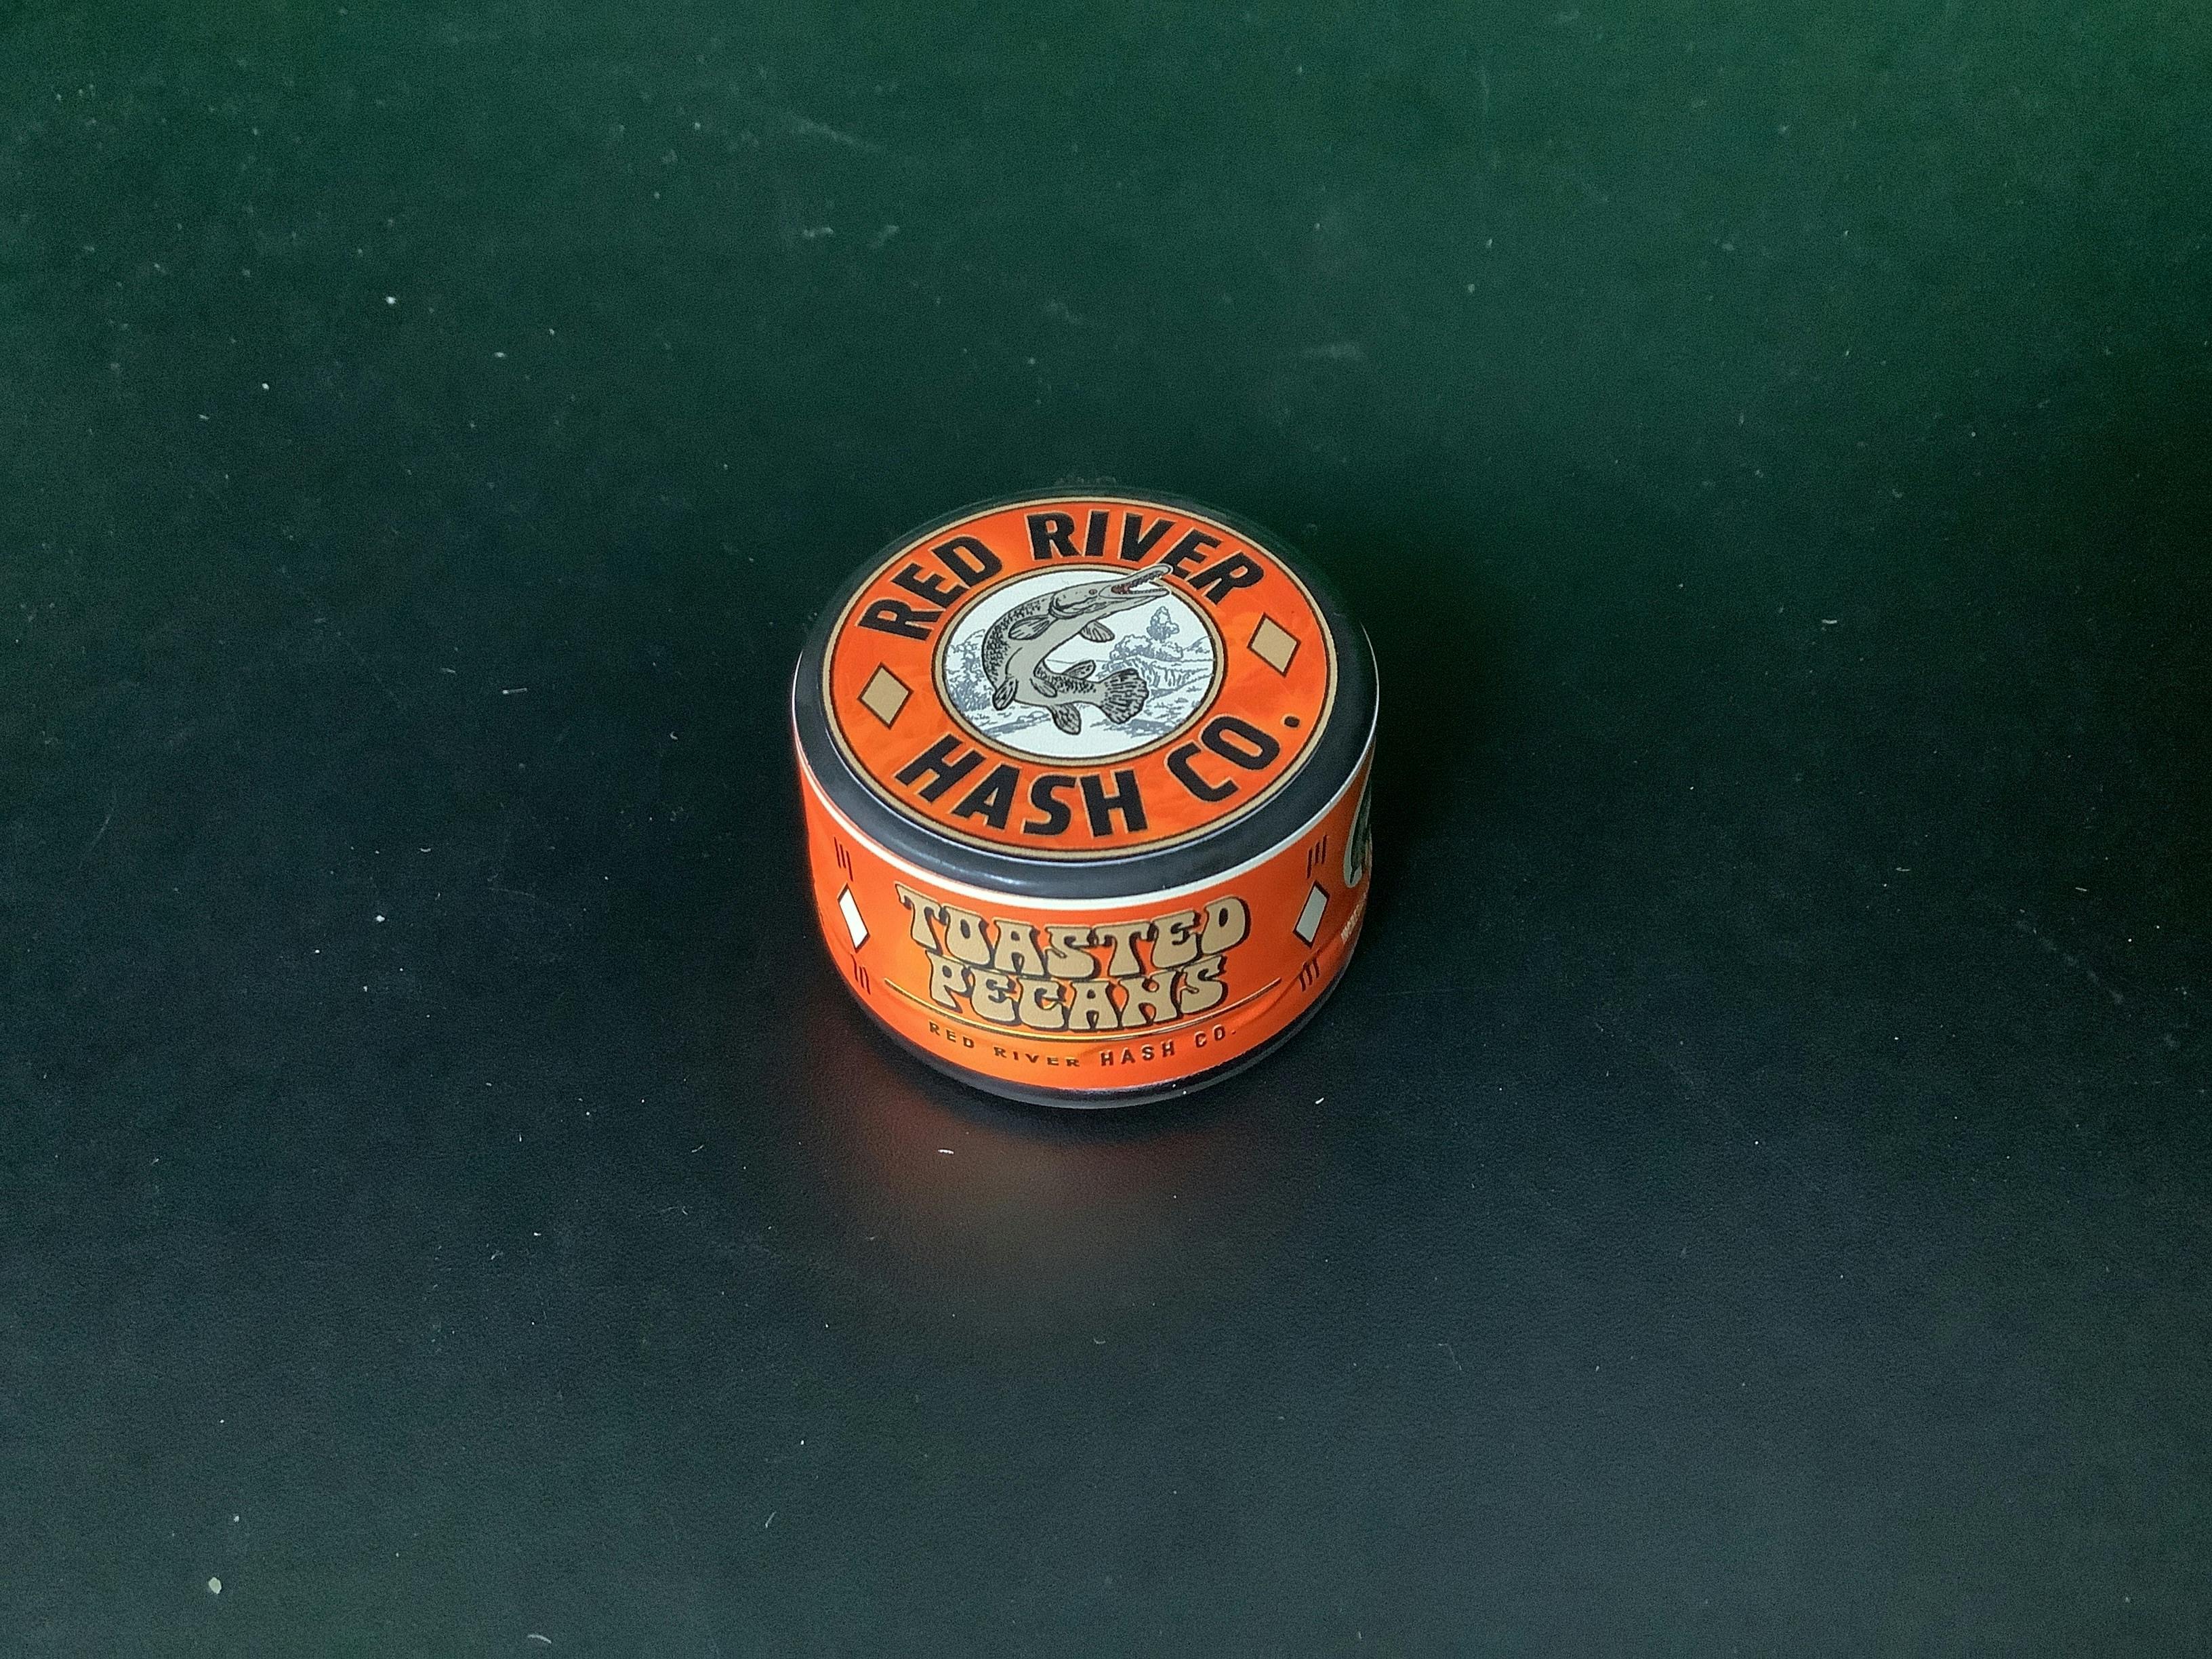 RED RIVER
HASH CO.
TOASTED
PECANS
RED RIVER HASH CO.